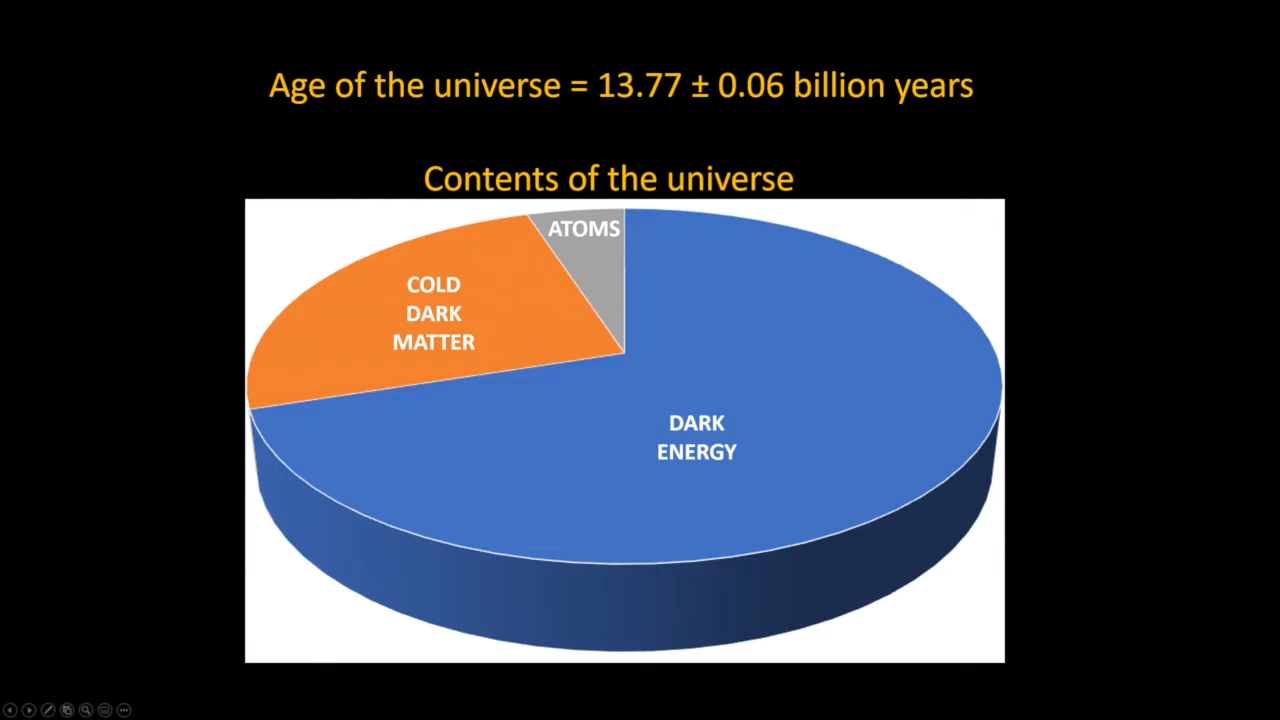 Age of the universe = 13.77 ± 0.06 billion years
Contents of the universe
ATOMS
COLD
DARK
MATTER
DARK
ENERGY